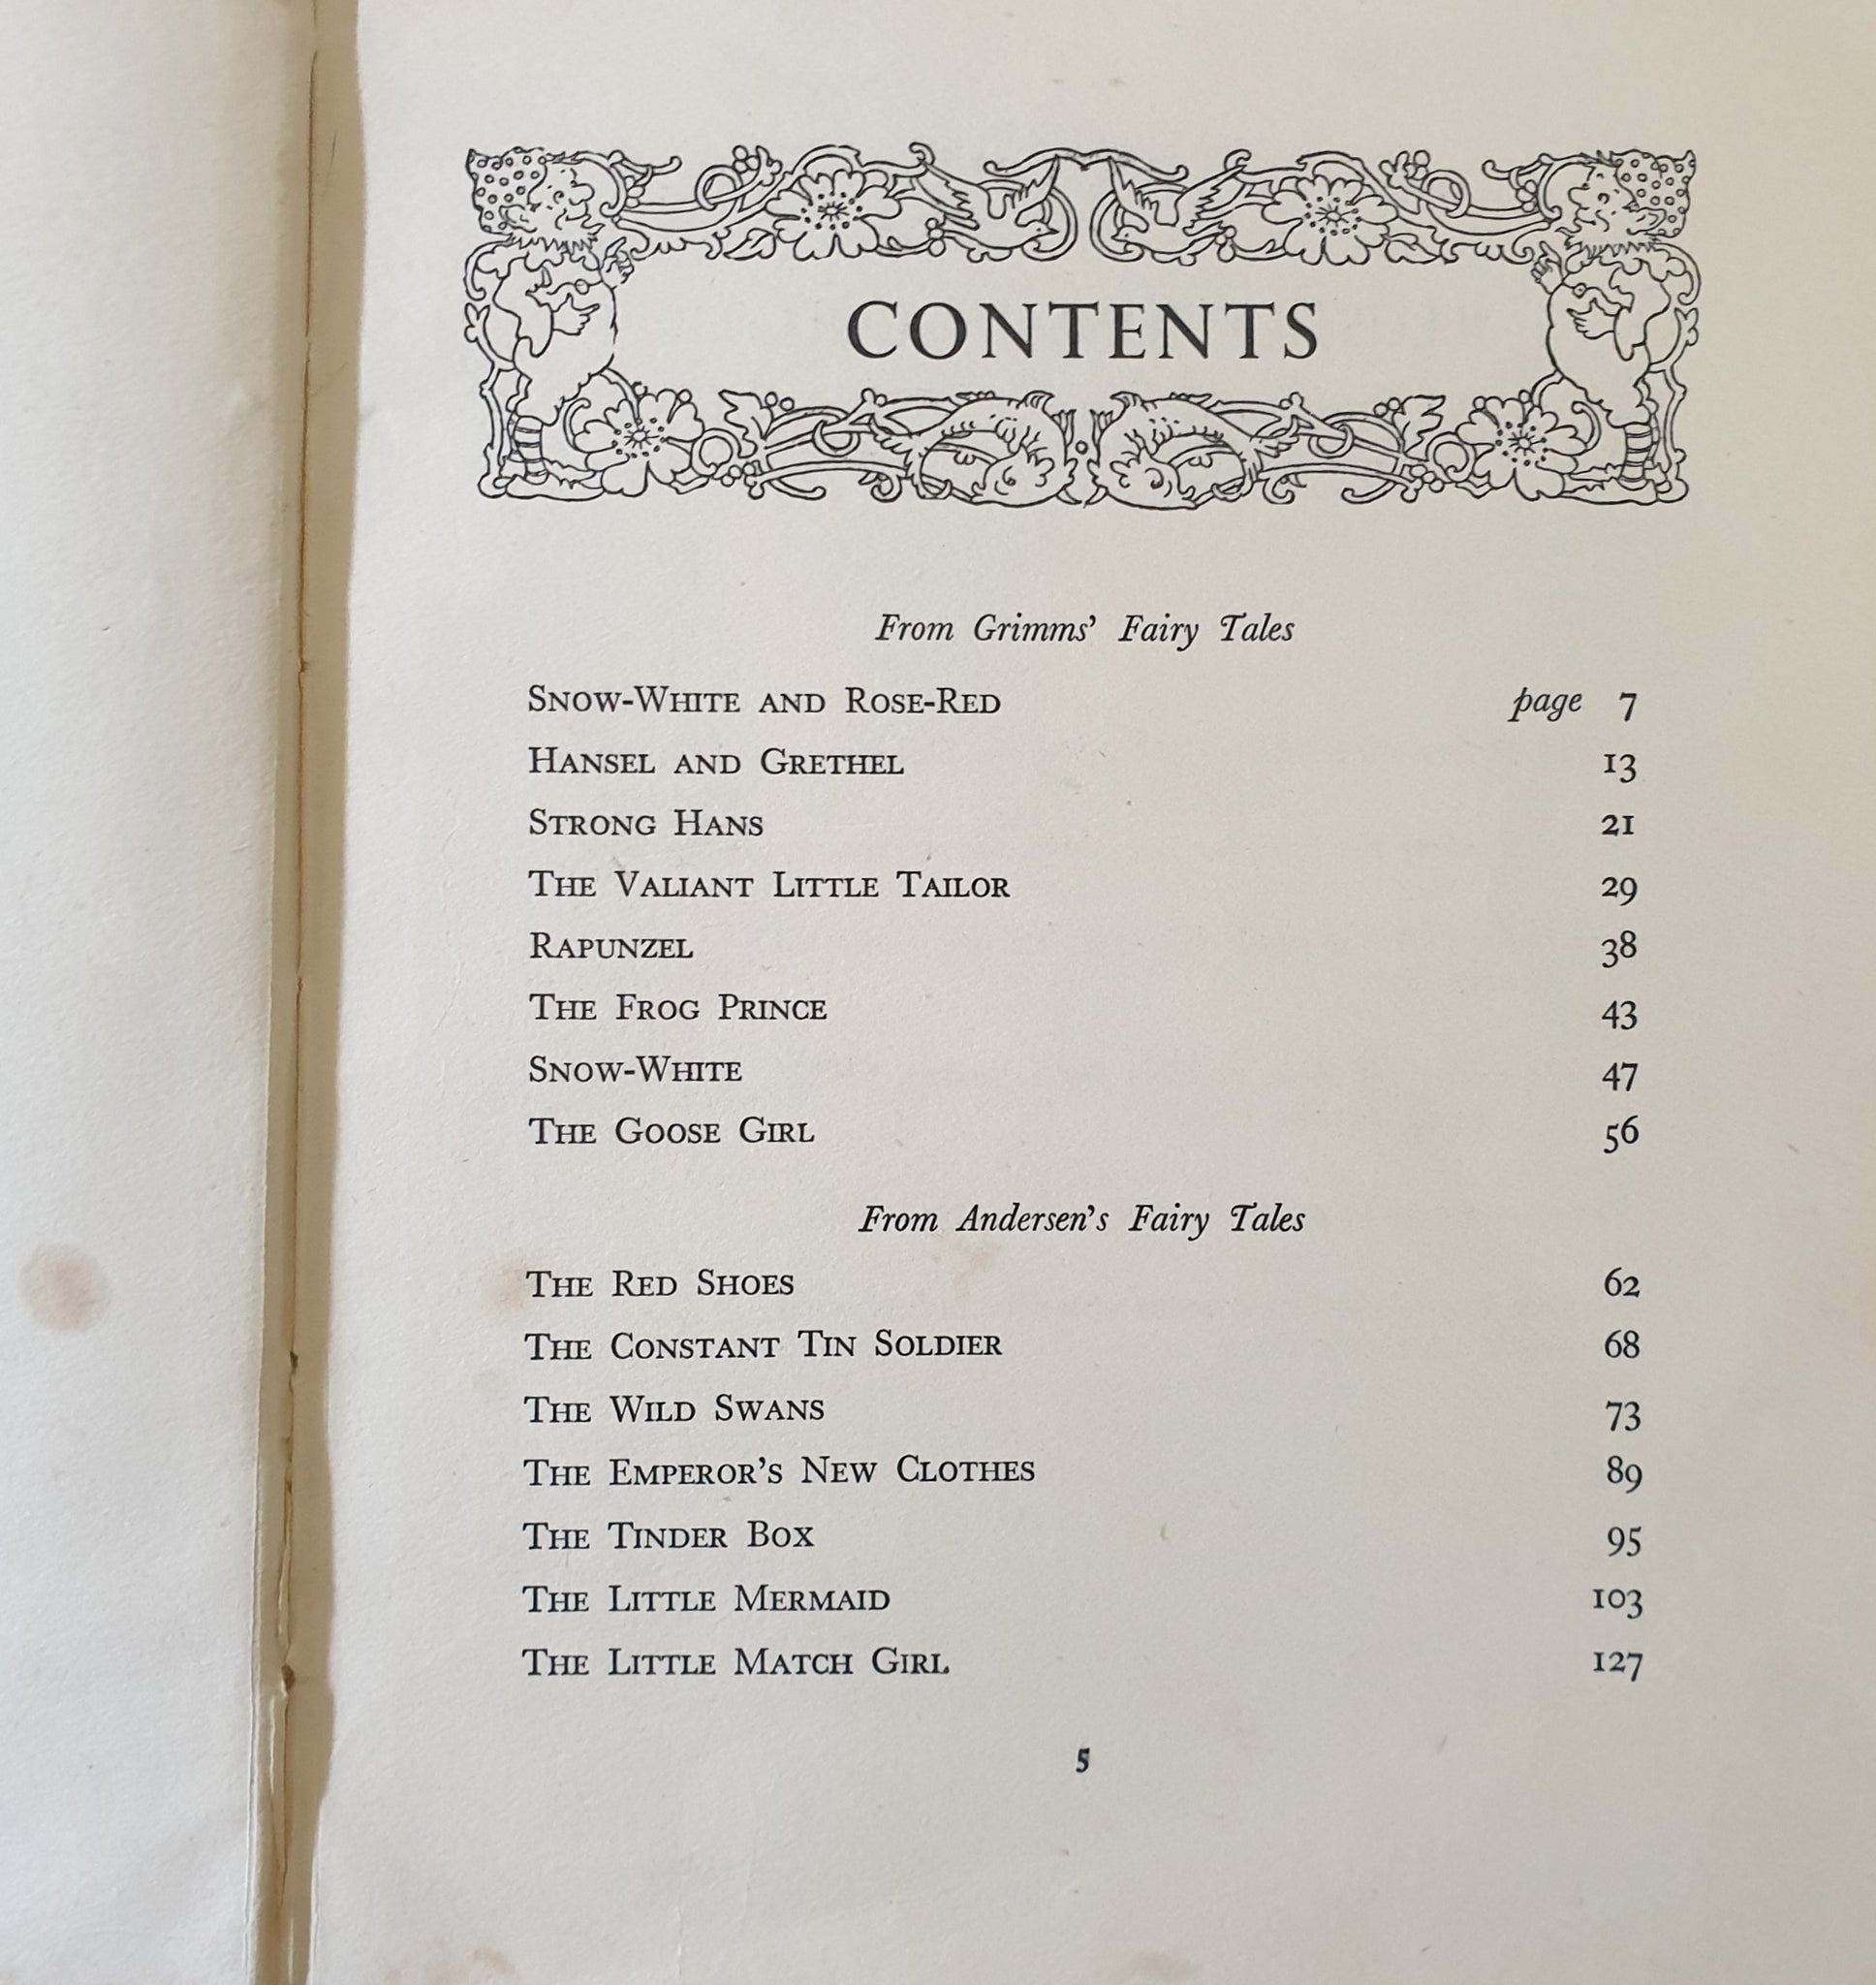 CONTENTS
From Grimms' Fairy Tales
SNOW-WHITE AND ROSE-RED page 7
HANSEL AND GRETHEL 13
STRONG HANS 21
THE VALIANT LITTLE TAILOR 29
RAPUNZEL 38
THE FROG PRINCE 43
SNOW-WHITE 47
THE GOOSE GIRL 56
From Andersen's Fairy Tales
THE RED SHOES 62
THE CONSTANT TIN SOLDIER 68
THE WILD SWANS 73
THE EMPEROR'S NEW CLOTHES 89
THE TINDER BOX 95
THE LITTLE MERMAID 103
THE LITTLE MATCH GIRL 127
5